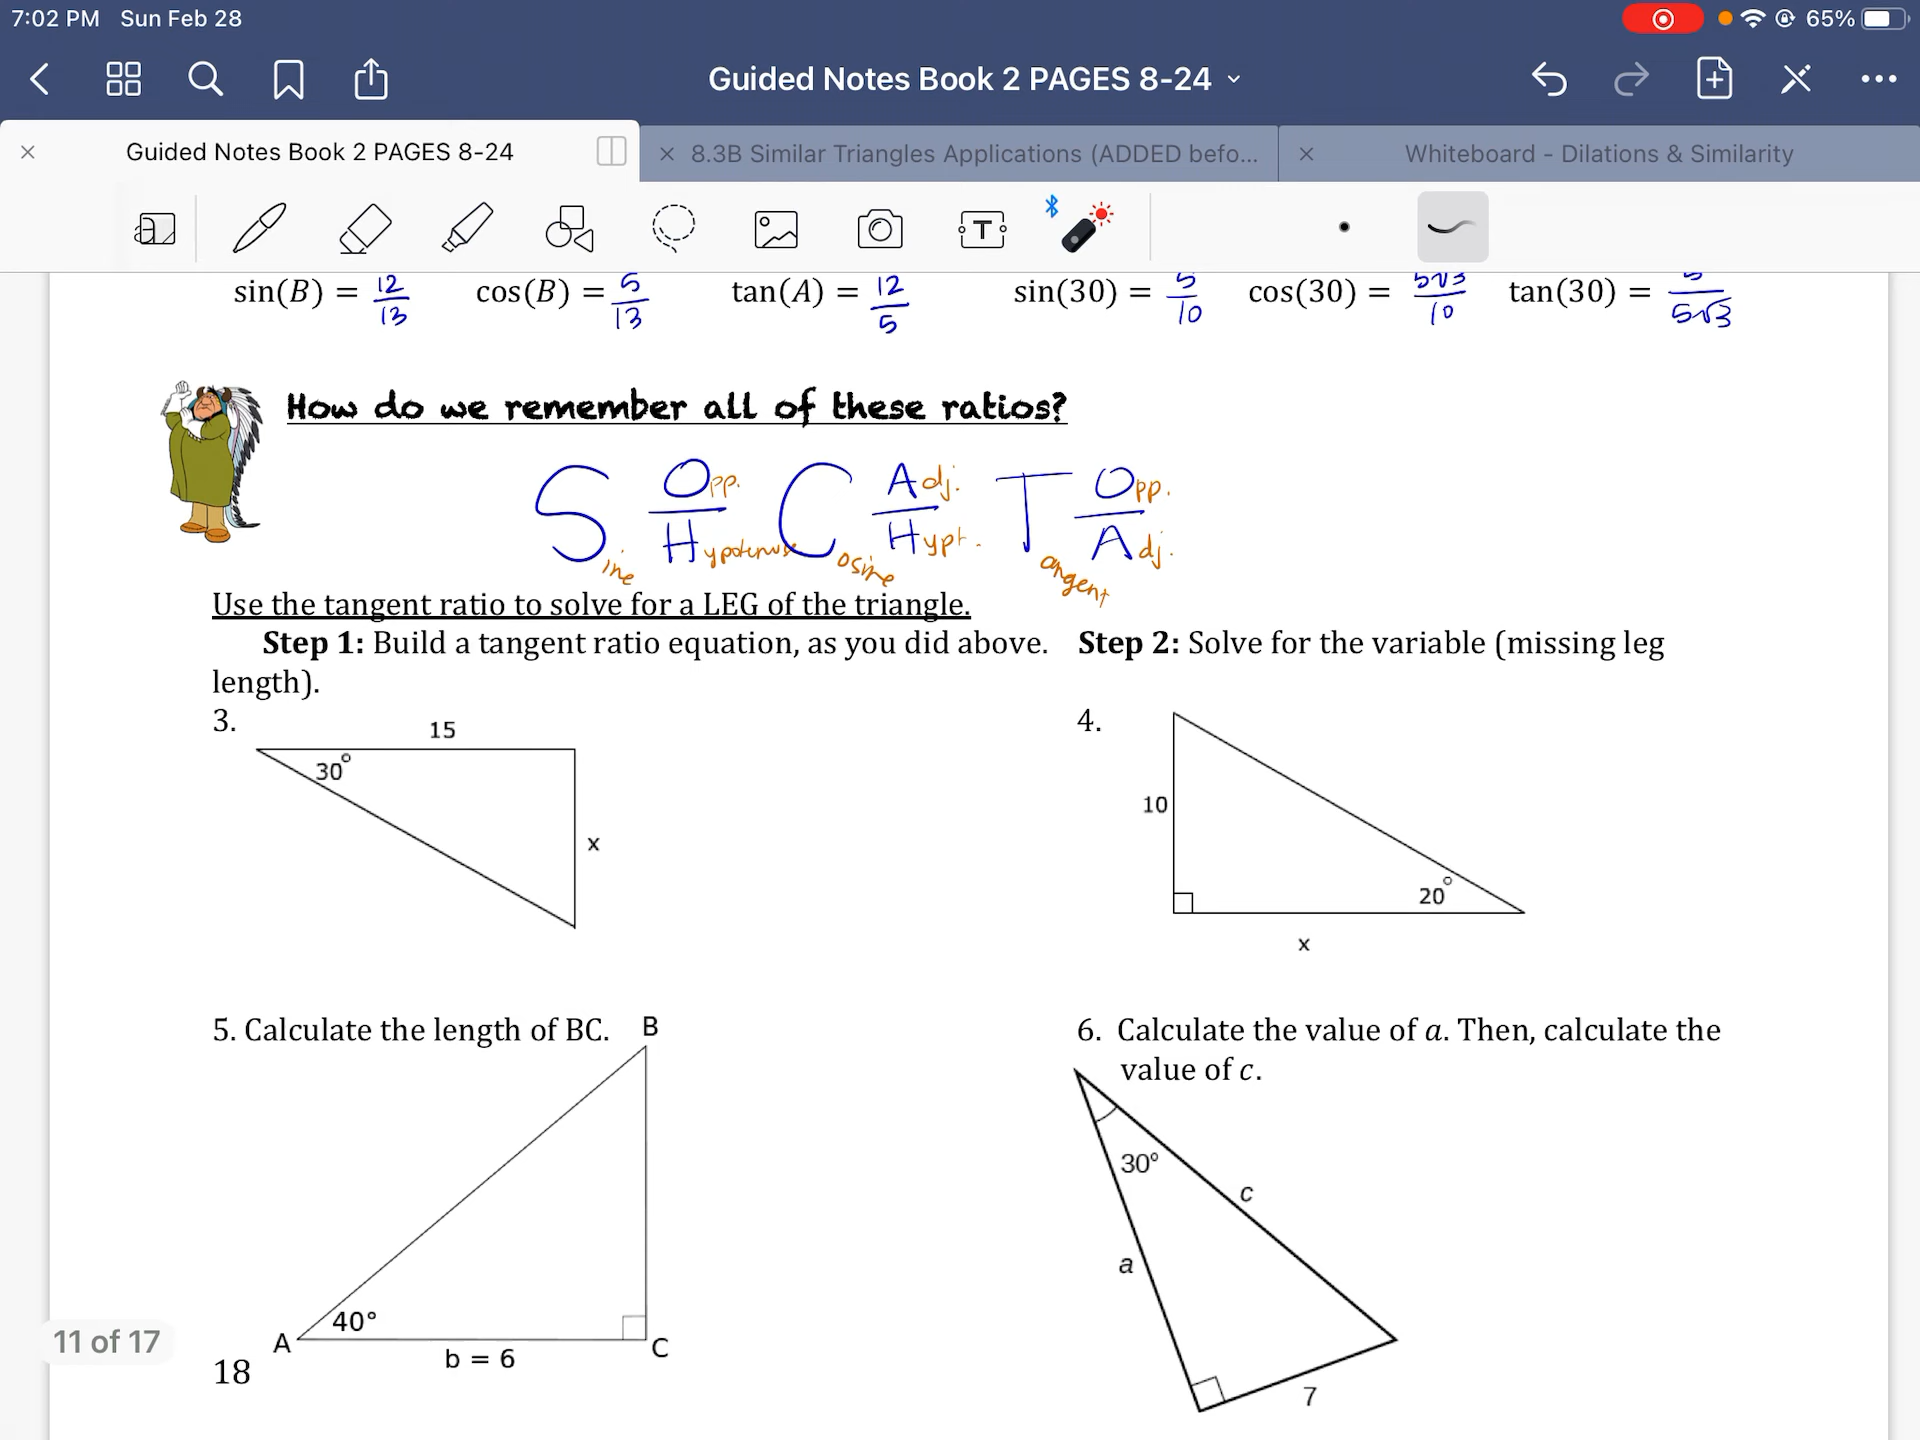 7:02 PM Sun Feb 28
65%
Guided Notes Book 2 PAGES 8-24
Guided Notes Book 2 PAGES 8-24
8.3B Similar Triangles Applications (ADDED befo...
Whiteboard - Dilations & Similarity
sin(B) = 12/13 cos(B) = 5/13 tan(A) = 12/5 sin(30) = 5/10 cos(30) = 5√3/10 tan(30) = 5/5√3
How do we remember all of these ratios?
Sine Opp./Hypotenuse Cosine Adj./Hypt. Tangent Opp./Adj.
Use the tangent ratio to solve for a LEG of the triangle.
Step 1: Build a tangent ratio equation, as you did above. Step 2: Solve for the variable (missing leg
length).
3.
15
30°
x
4.
10
20°
x
5. Calculate the length of BC.
B
40°
A
b = 6
C
6. Calculate the value of a. Then, calculate the
value of c.
30°
c
a
7
11 of 17
18